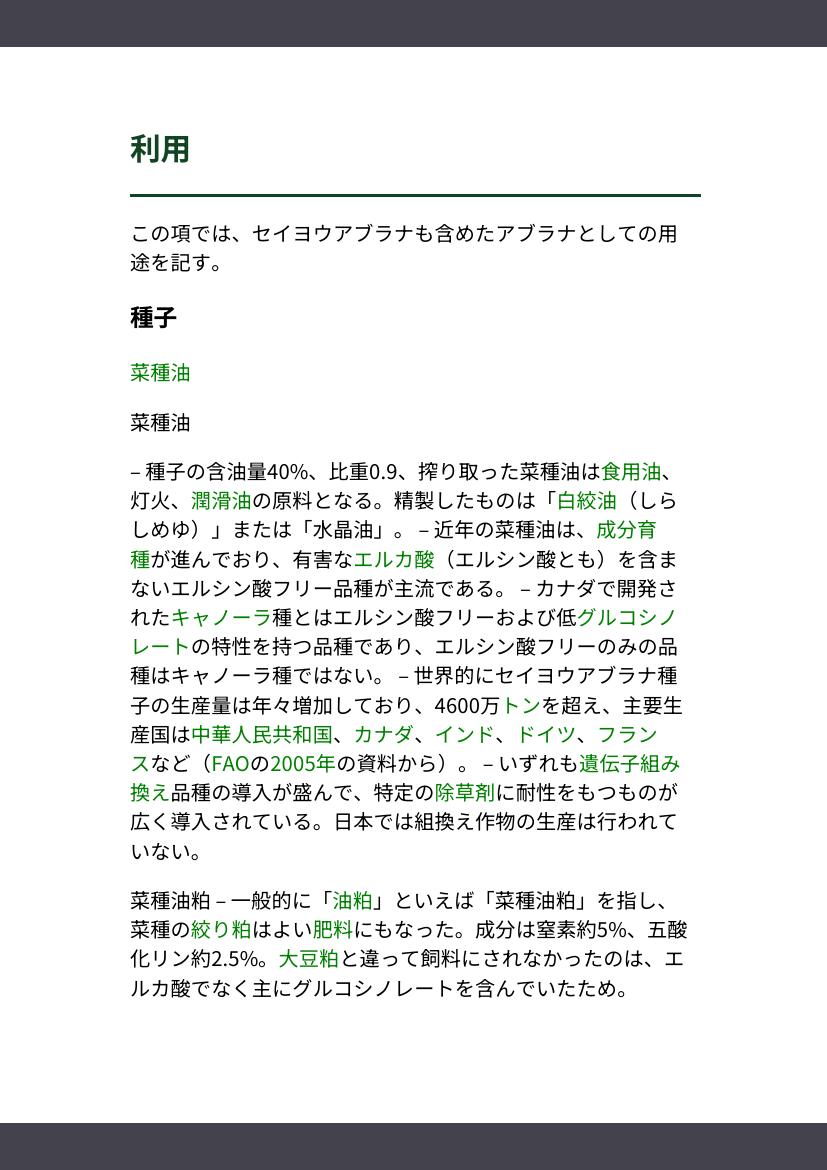 利用
この項では、セイヨウアブラナも含めたアブラナとしての用
途を記す。
種子
菜種油
菜種油
– 種子の含油量40%、比重0.9、搾り取った菜種油は食用油、
灯火、潤滑油の原料となる。精製したものは「白絞油（しら
しめゆ）」または「水晶油」。 – 近年の菜種油は、成分育
種が進んでおり、有害なエルカ酸（エルシン酸とも）を含ま
ないエルシン酸フリー品種が主流である。 – カナダで開発さ
れたキャノーラ種とはエルシン酸フリーおよび低グルコシノ
レートの特性を持つ品種であり、エルシン酸フリーのみの品
種はキャノーラ種ではない。 – 世界的にセイヨウアブラナ種
子の生産量は年々増加しており、4600万トンを超え、主要生
産国は中華人民共和国、カナダ、インド、ドイツ、フラン
スなど（FAOの2005年の資料から）。 – いずれも遺伝子組み
換え品種の導入が盛んで、特定の除草剤に耐性をもつものが
広く導入されている。日本では組換え作物の生産は行われて
いない。
菜種油粕 – 一般的に「油粕」といえば「菜種油粕」を指し、
菜種の絞り粕はよい肥料にもなった。成分は窒素約5%、五酸
化リン約2.5%。大豆粕と違って飼料にされなかったのは、エ
ルカ酸でなく主にグルコシノレートを含んでいたため。